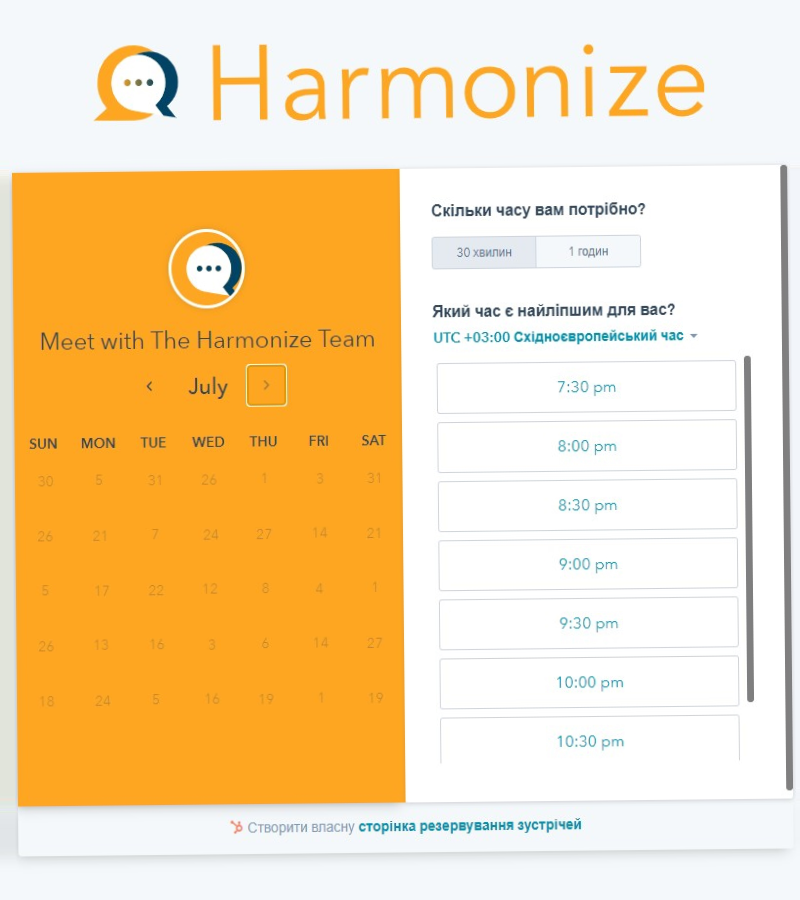 Harmonize
Meet with The Harmonize Team
July
SUN MON TUE WED THU FRI SAT
30 5 31 26 1 3 31
26 21 7 24 27 14 21
5 17 22 12 8 4 1
26 13 16 3 6 14 27
18 24 5 16 19 1 19
Скільки часу вам потрібно?
30 хвилин 1 годин
Який час є найліпшим для вас?
UTC +03:00 Східноєвропейський час
7:30 pm
8:00 pm
8:30 pm
9:00 pm
9:30 pm
10:00 pm
10:30 pm
Створити власну сторінка резервування зустрічей